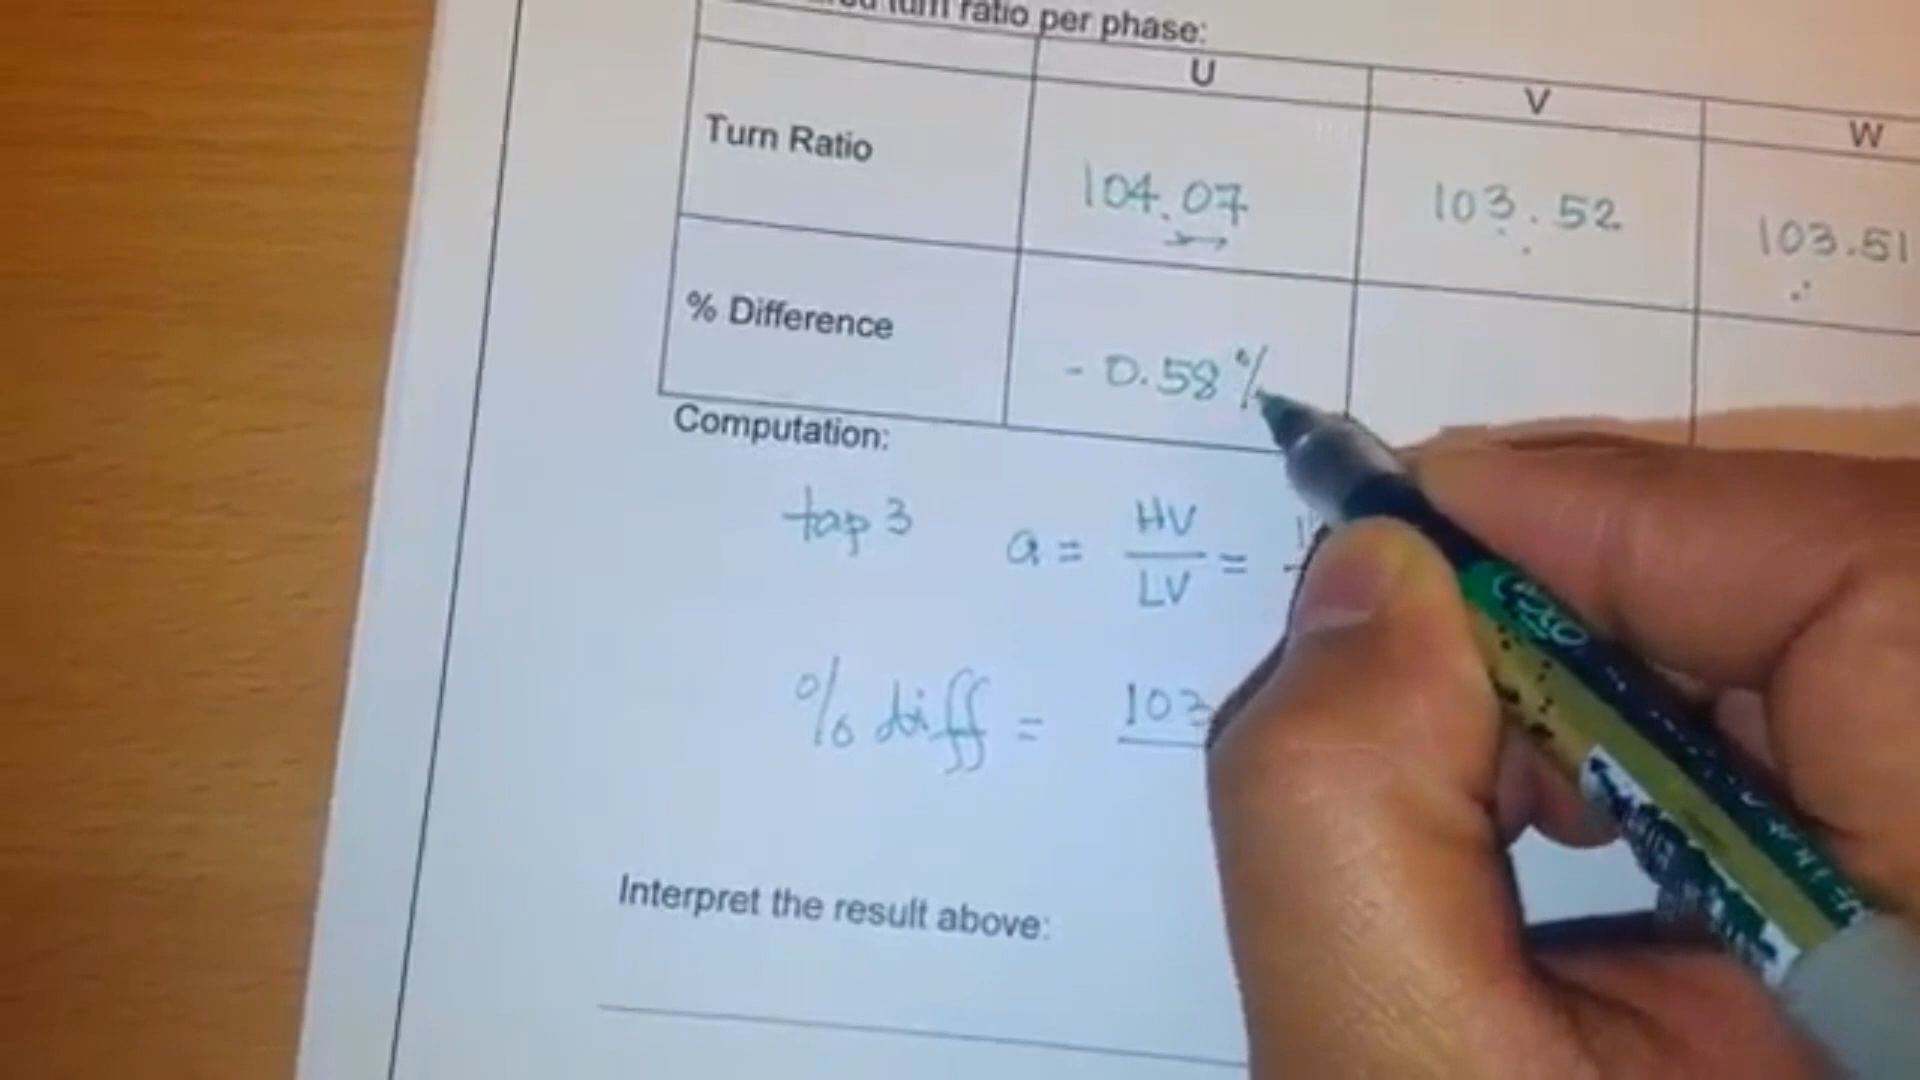 turn ratio per phase:
U V W
Turn Ratio 104.07 103.52 103.51
% Difference - 0.58%
Computation:
tap 3 a = HV / LV =
% diff = 103
Interpret the result above: